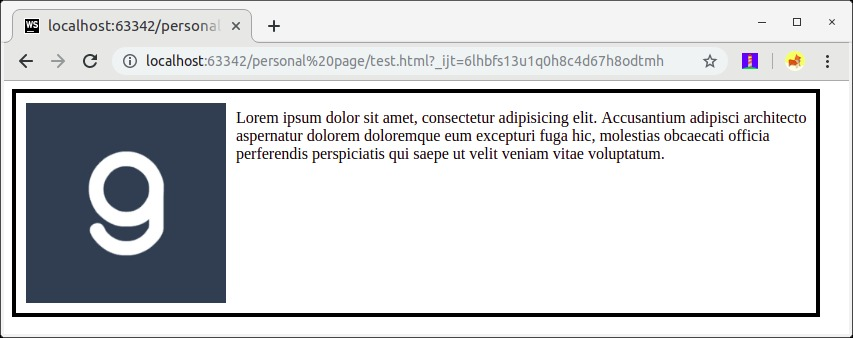 WS localhost:63342/personal
localhost:63342/personal%20page/test.html?_ijt=6lhbfs13u1q0h8c4d67h8odtmh
g
Lorem ipsum dolor sit amet, consectetur adipisicing elit. Accusantium adipisci architecto
aspernatur dolorem doloremque eum excepturi fuga hic, molestias obcaecati officia
perferendis perspiciatis qui saepe ut velit veniam vitae voluptatum.